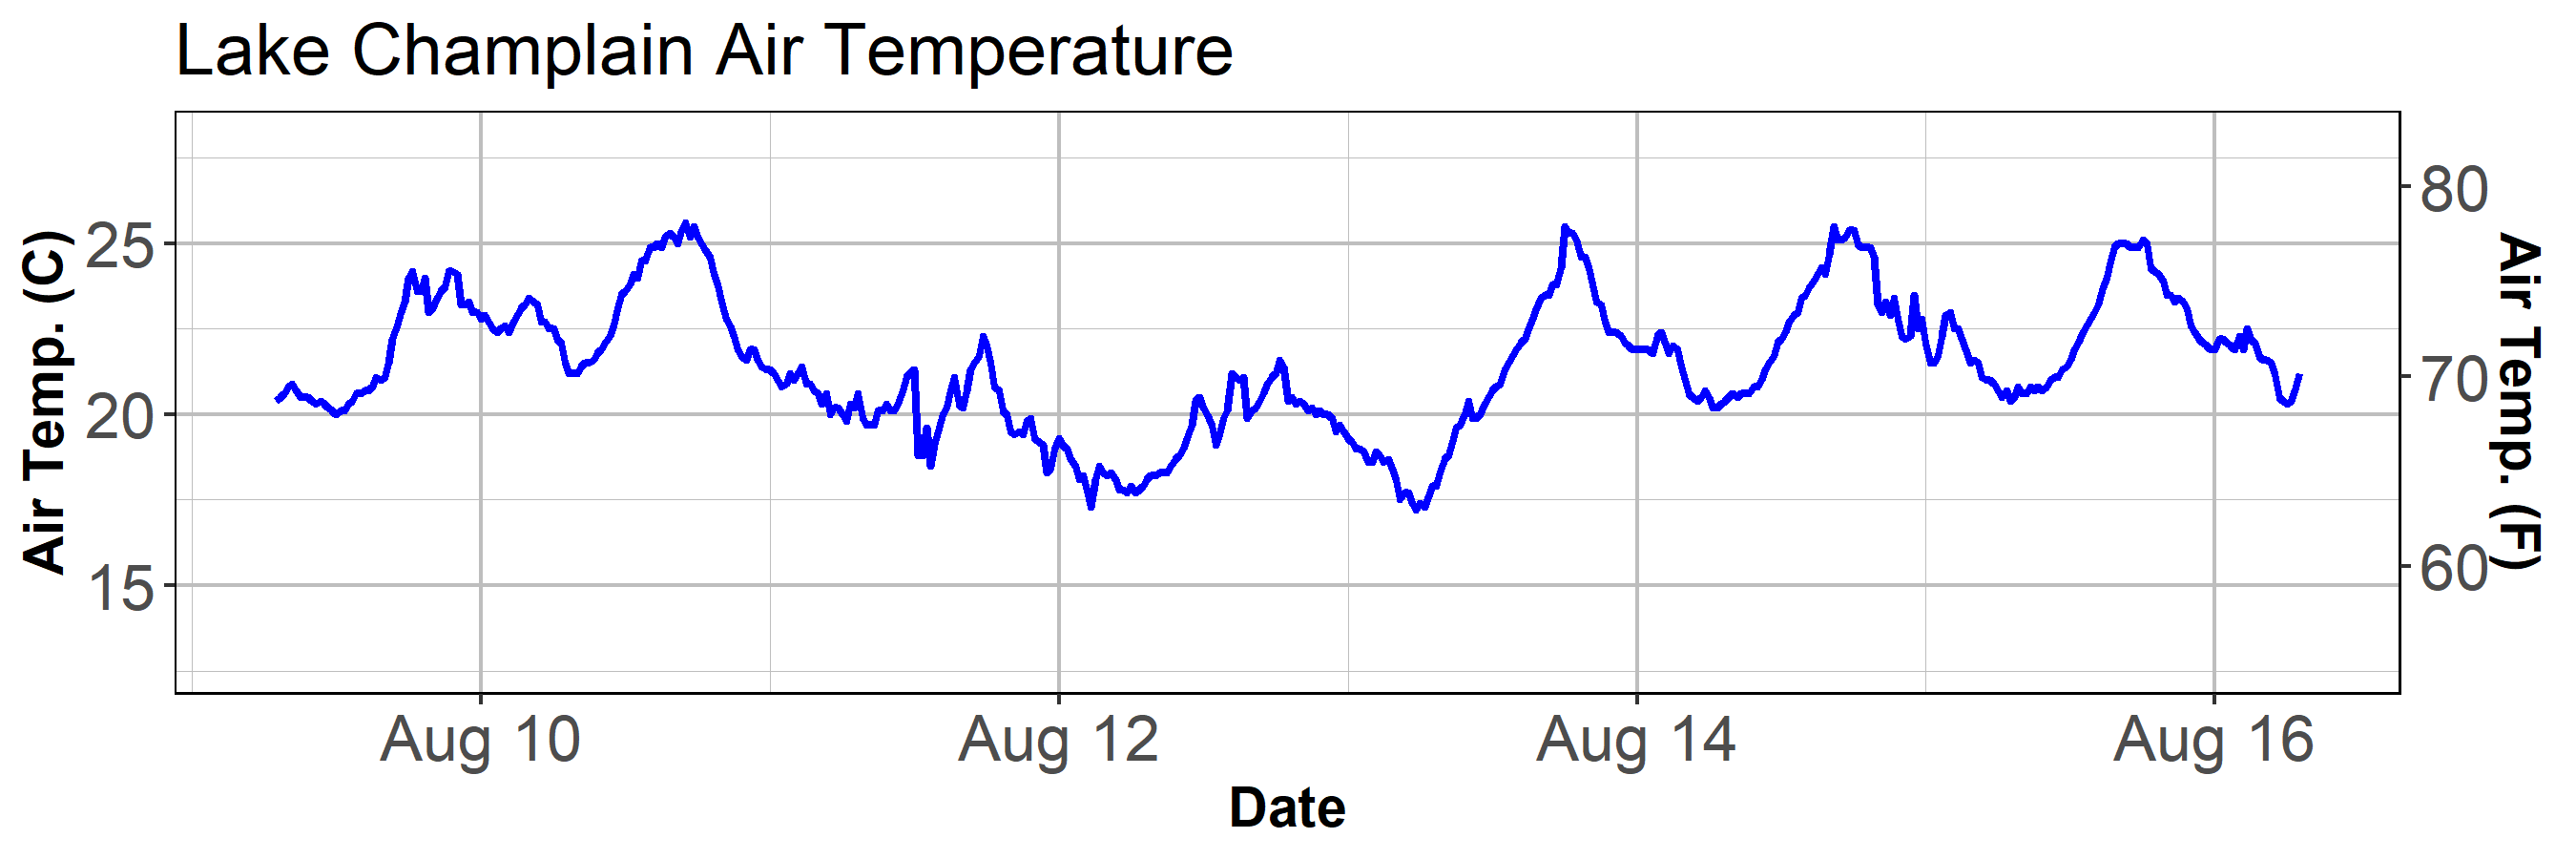 Lake Champlain Air Temperature
Air Temp. (C)
25
20
15
80
70
60
Air Temp. (F)
Aug 10
Aug 12
Aug 14
Aug 16
Date